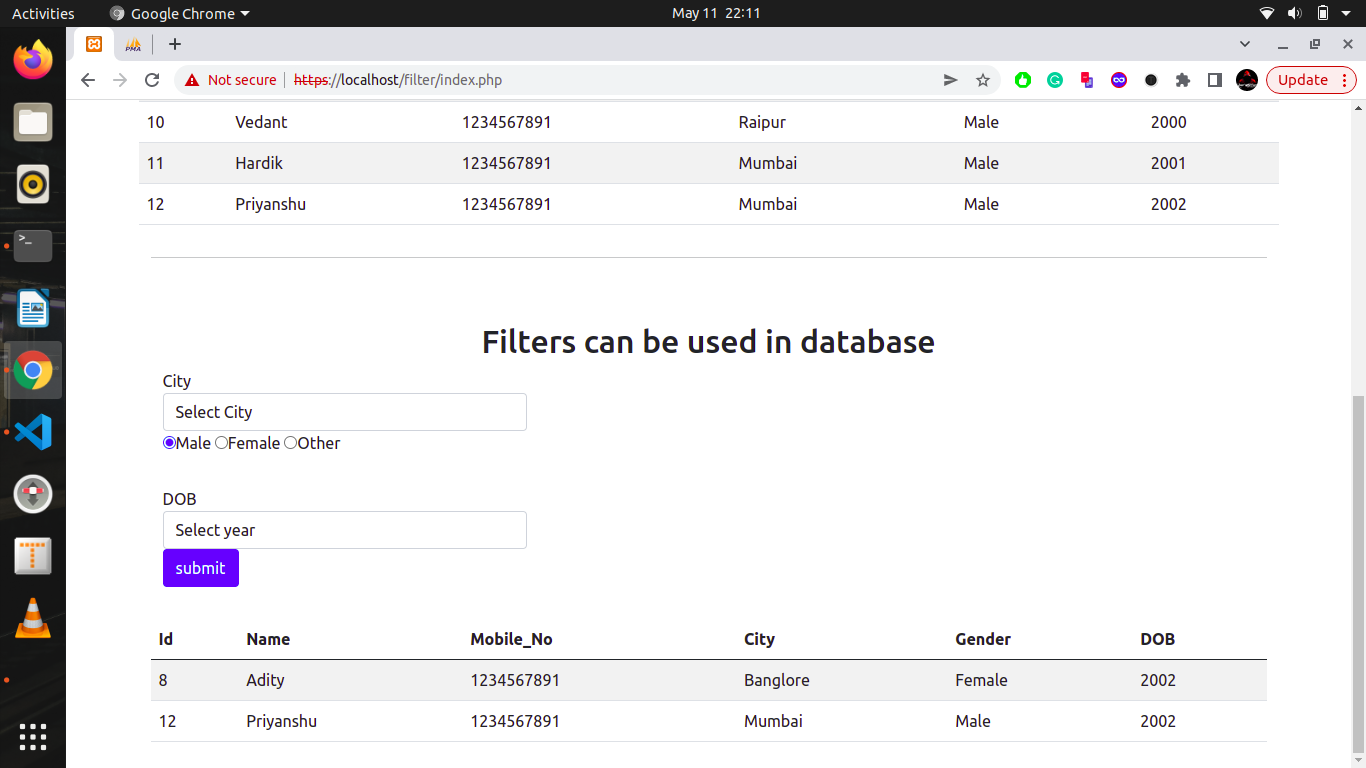 Activities Google Chrome May 11 22:11
PMA
Not secure https://localhost/filter/index.php Update
10 Vedant 1234567891 Raipur Male 2000
11 Hardik 1234567891 Mumbai Male 2001
12 Priyanshu 1234567891 Mumbai Male 2002
Filters can be used in database
City
Select City
Male Female Other
DOB
Select year
submit
Id Name Mobile_No City Gender DOB
8 Adity 1234567891 Banglore Female 2002
12 Priyanshu 1234567891 Mumbai Male 2002